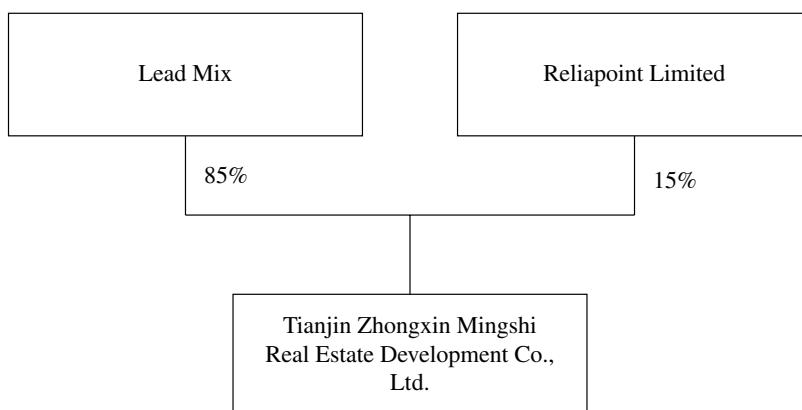 Lead Mix
Reliapoint Limited
85%
15%
Tianjin Zhongxin Mingshi
Real Estate Development Co.,
Ltd.